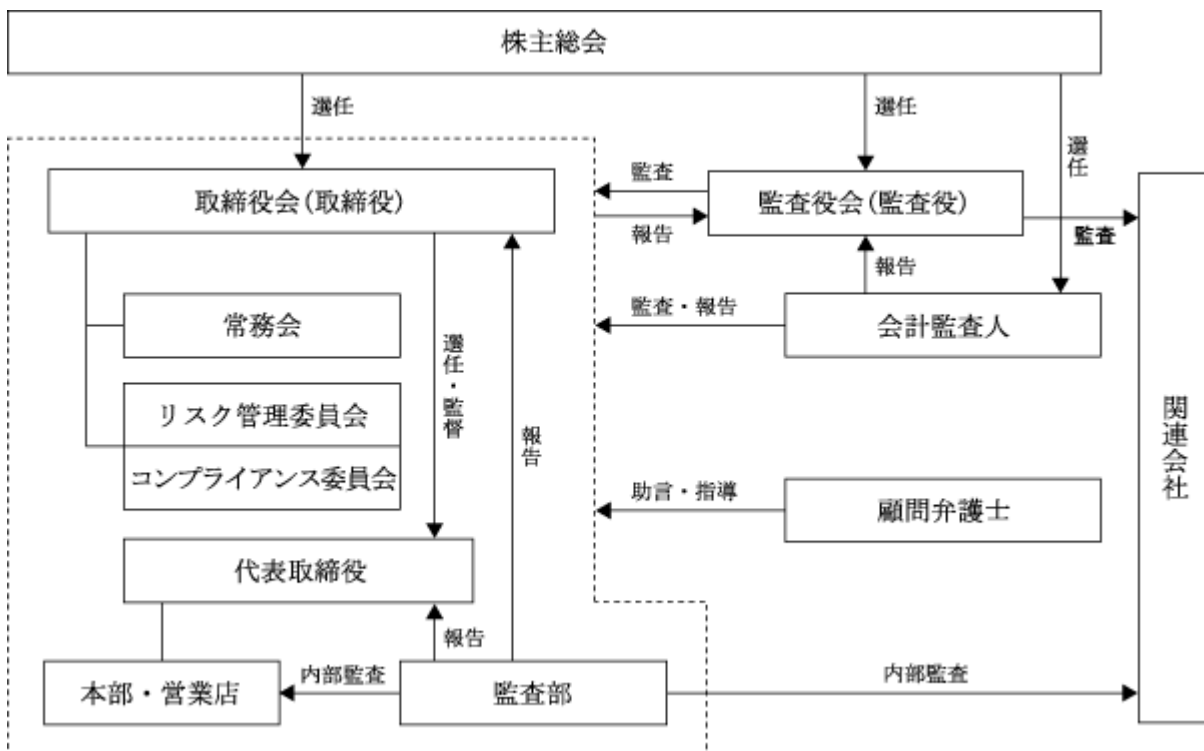 株主総会
選任
選任
選任
取締役会(取締役)
監査
報告
監査役会(監査役)
監査
報告
常務会
監査・報告
会計監査人
選任・監督
リスク管理委員会
コンプライアンス委員会
報告
関連会社
助言・指導
顧問弁護士
代表取締役
報告
本部・営業店
内部監査
監査部
内部監査